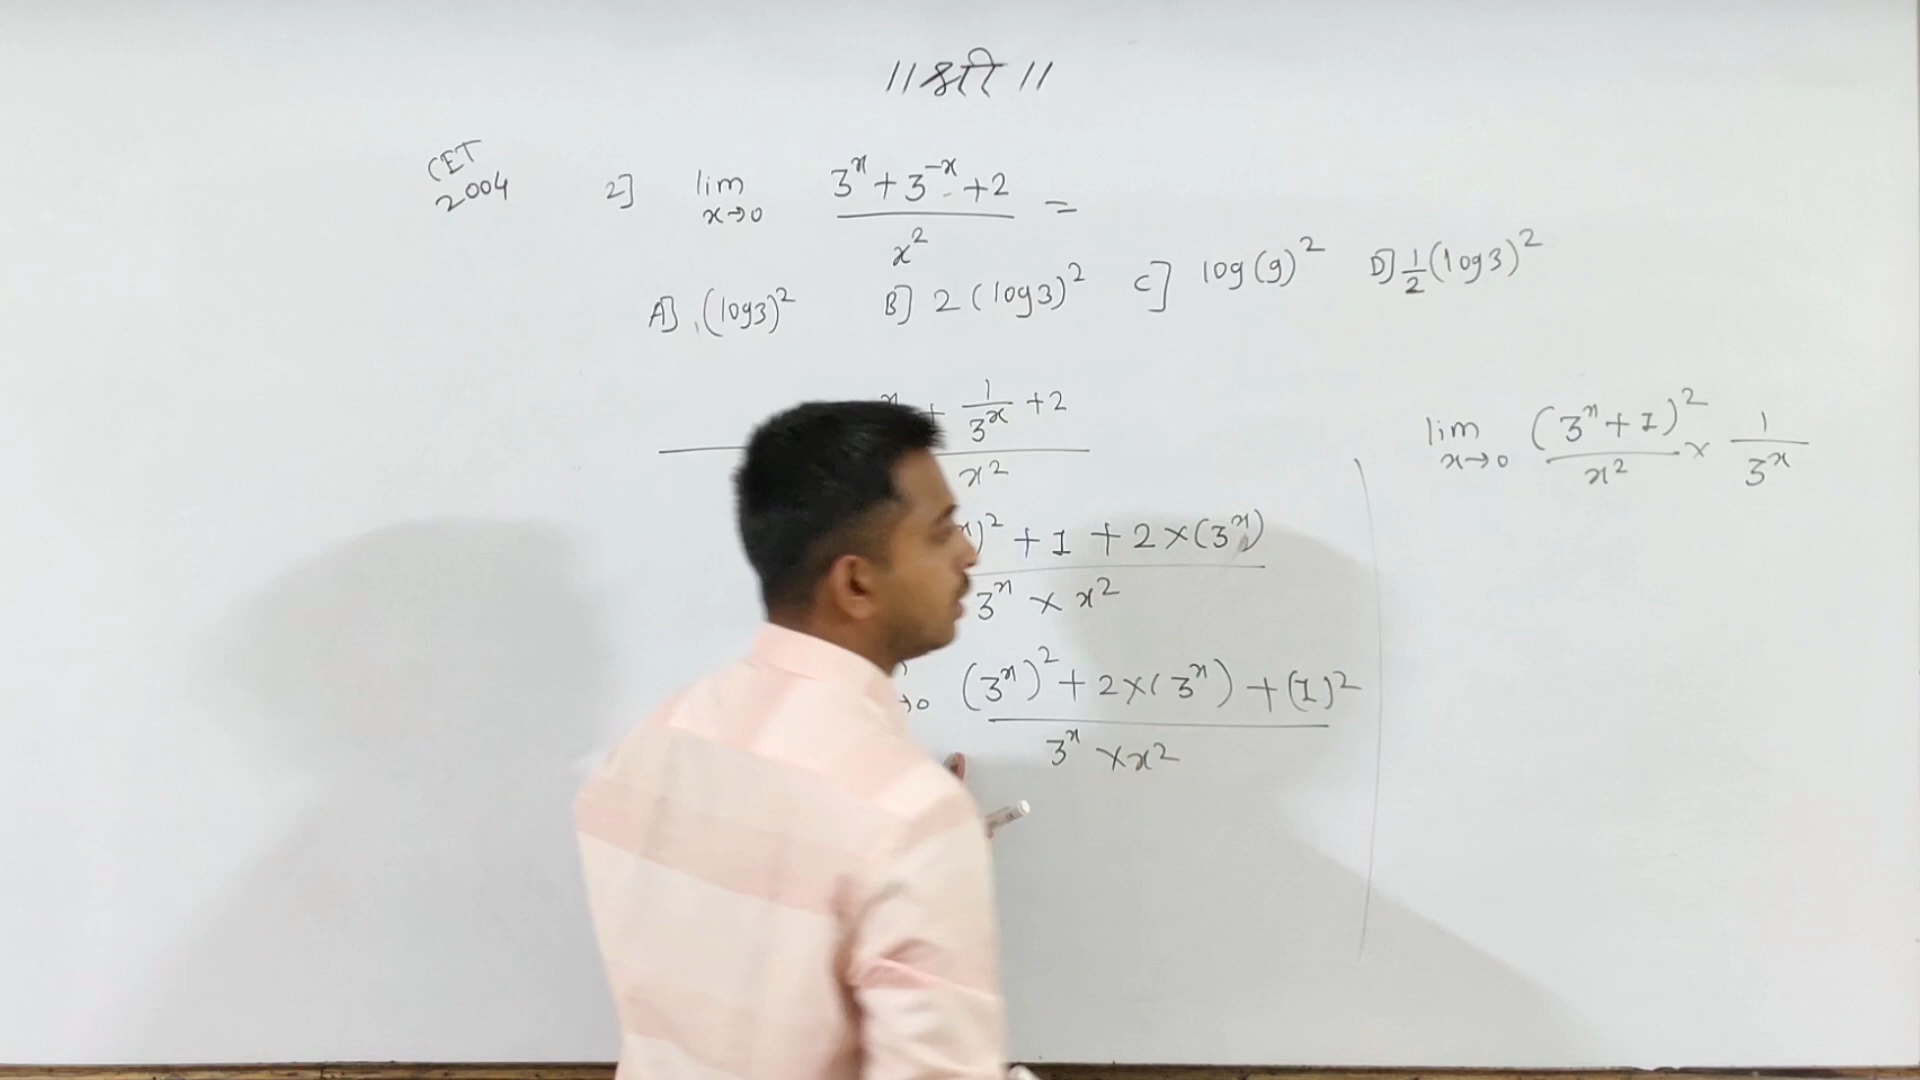 ||श्री||
CET
2004
2] lim x→0 (3^x + 3^-x + 2) / x^2 =
A] (log3)^2 B] 2(log3)^2 C] log(9)^2 D] 1/2 (log3)^2
+ 1/3^x + 2 / x^2
)^2 + 1 + 2×(3^x) / 3^x × x^2
→0 (3^x)^2 + 2×(3^x) + (1)^2 / 3^x × x^2
lim x→0 (3^x + 1)^2 / x^2 × 1 / 3^x